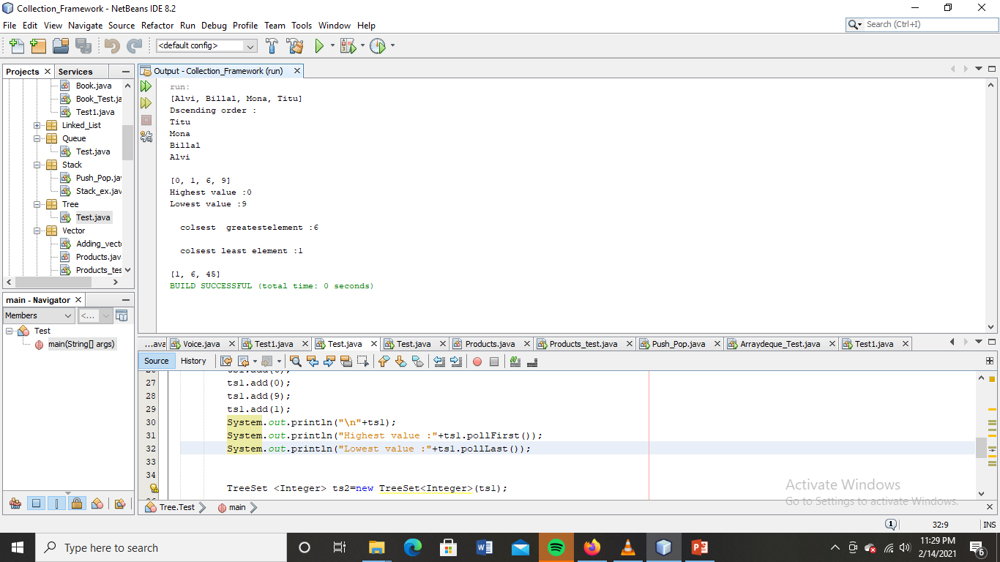 Collection_Framework - NetBeans IDE 8.2
File Edit View Navigate Source Refactor Run Debug Profile Team Tools Window Help
Search (Ctrl+I)
<default config>
Projects
Services
Book.java
Book_Test.ja
Test1.java
Linked_List
Queue
Test.java
Stack
Push_Pop.ja
Stack_ex.jav
Tree
Test.java
Vector
Adding_vect
Products.jav
Products_tes
main - Navigator
Members
<...
Test
main(String[] args)
Output - Collection_Framework (run)
run:
[Alvi, Billal, Mona, Titu]
Dscending order :
Titu
Mona
Billal
Alvi
[0, 1, 6, 9]
Highest value :0
Lowest value :9
colsest  greatestelement :6
colsest least element :1
[1, 6, 45]
BUILD SUCCESSFUL (total time: 0 seconds)
...ava Voice.java Test1.java Test.java Test.java Products.java Products_test.java Push_Pop.java Arraydeque_Test.java Test1.java
Source History
27 ts1.add(0);
28 ts1.add(9);
29 ts1.add(1);
30 System.out.println("\n"+ts1);
31 System.out.println("Highest value :"+ts1.pollFirst());
32 System.out.println("Lowest value :"+ts1.pollLast());
33
34
TreeSet <Integer> ts2=new TreeSet<Integer>(ts1);
Activate Windows
Go to Settings to activate Windows.
Tree.Test main
1
32:9
INS
Type here to search
11:29 PM
2/14/2021
6